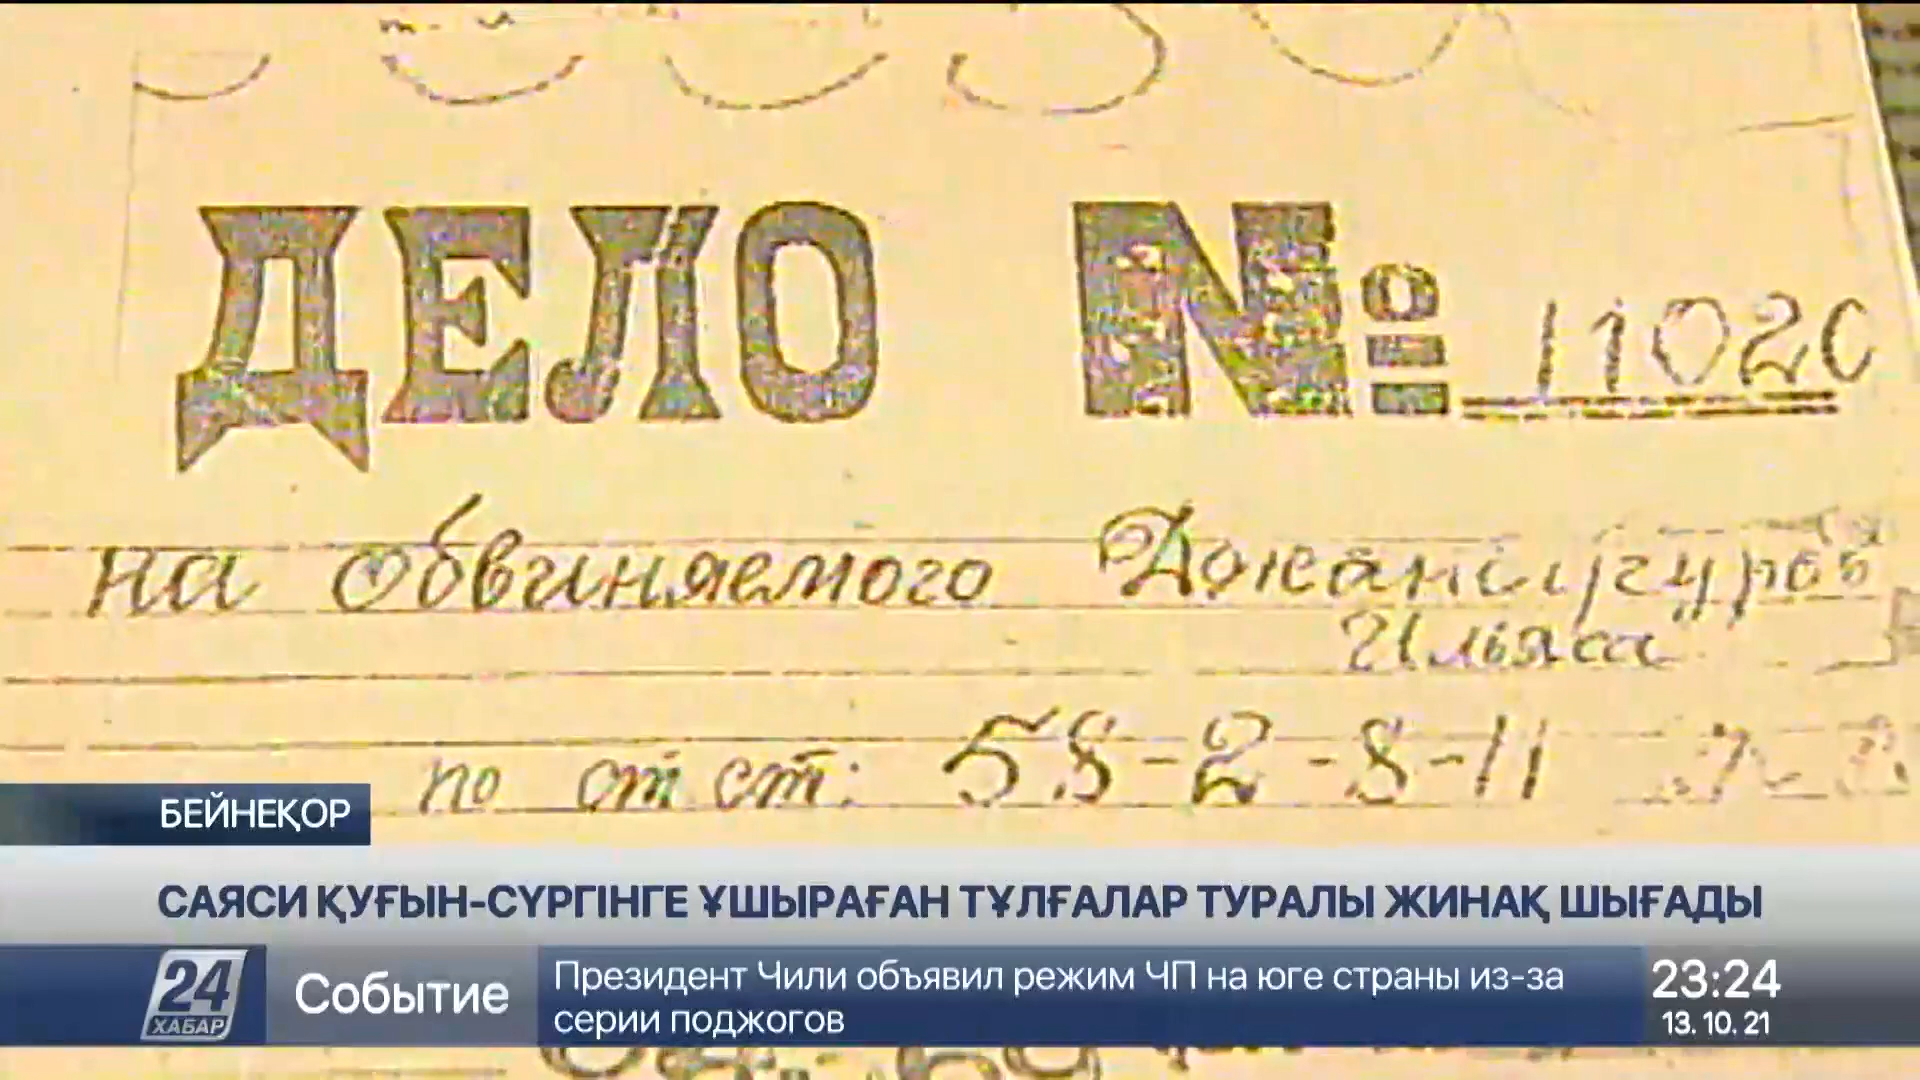 ДЕЛО № 11020
на обвиняемого Джансугурова
Ильяса
по от ст: 58-2-8-11
БЕЙНЕҚОР
САЯСИ ҚУҒЫН-СҮРГІНГЕ ҰШЫРАҒАН ТҰЛҒАЛАР ТУРАЛЫ ЖИНАҚ ШЫҒАДЫ
24
ХАБАР
Событие
Президент Чили объявил режим ЧП на юге страны из-за
серии поджогов
23:24
13. 10. 21